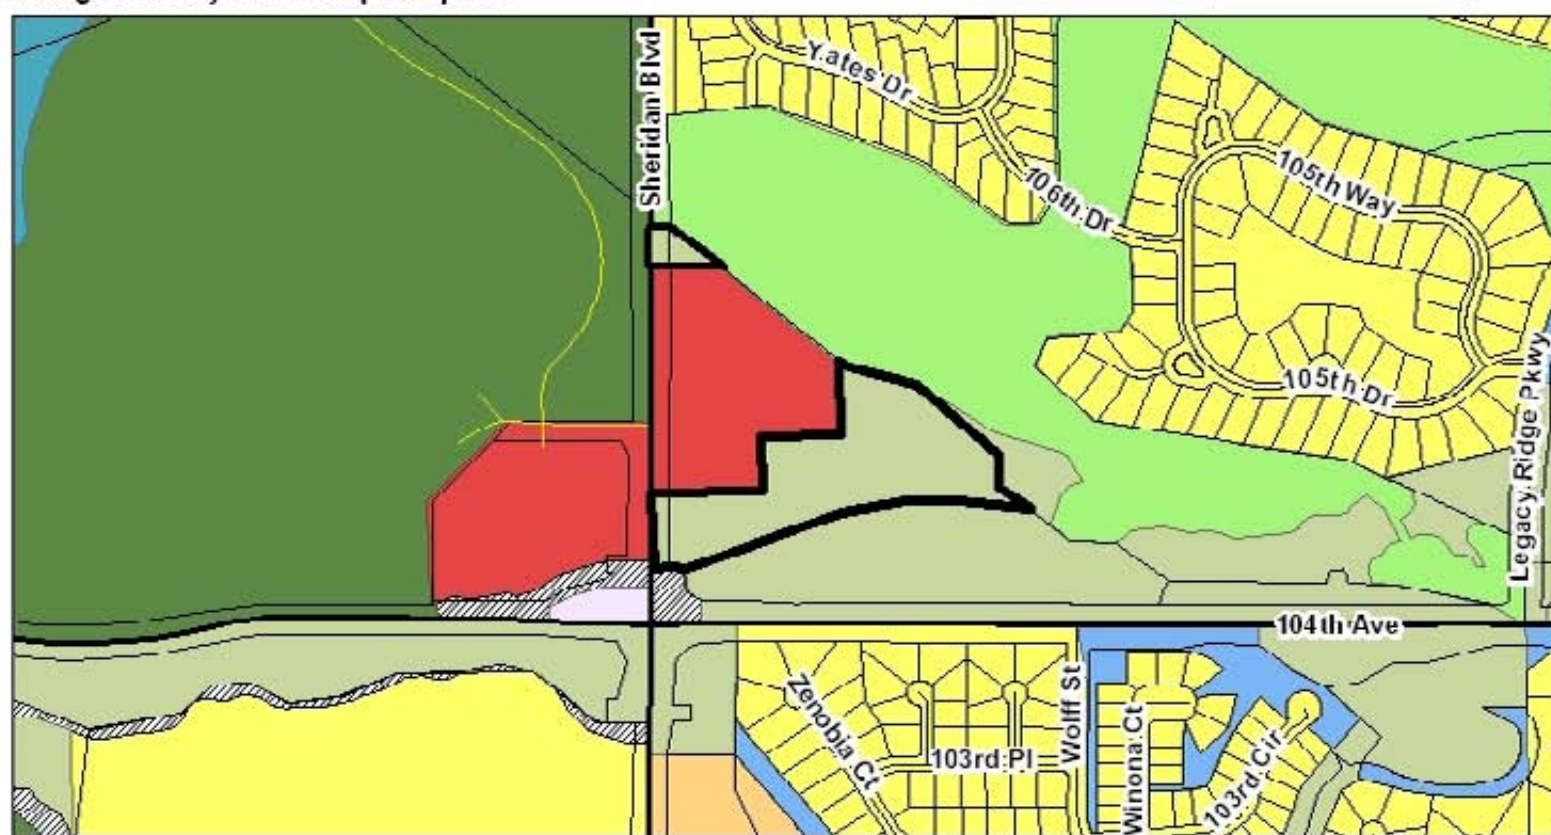 Sheridan Blvd
Yates Dr
106th Dr
105th Way
105th Dr
Legacy Ridge Pkwy
104th Ave
Zenobia Ct
103rd Pl
Wolff St
Winona Ct
103rd Cir